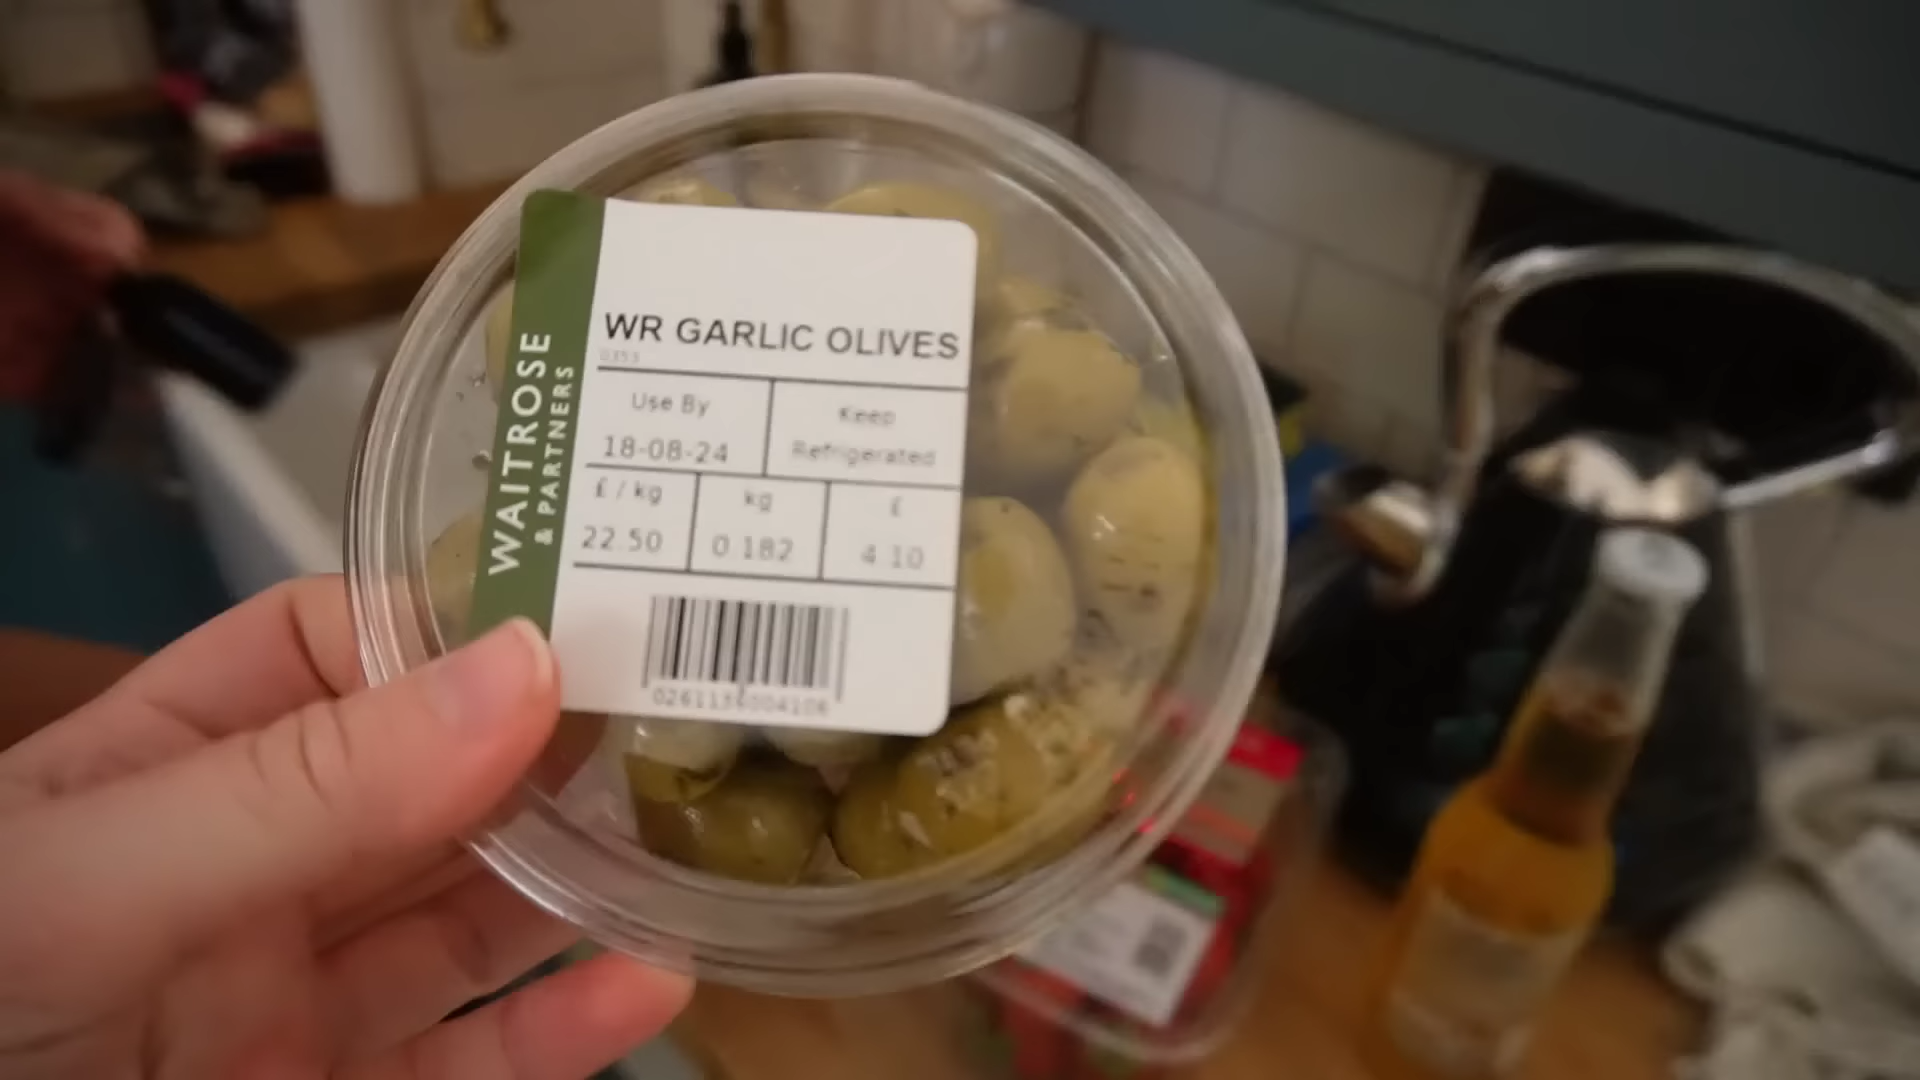 WAITROSE
& PARTNERS
WR GARLIC OLIVES
0353
Use By
18-08-24
Keep
Refrigerated
£ / kg
22.50
kg
0.182
£
4.10